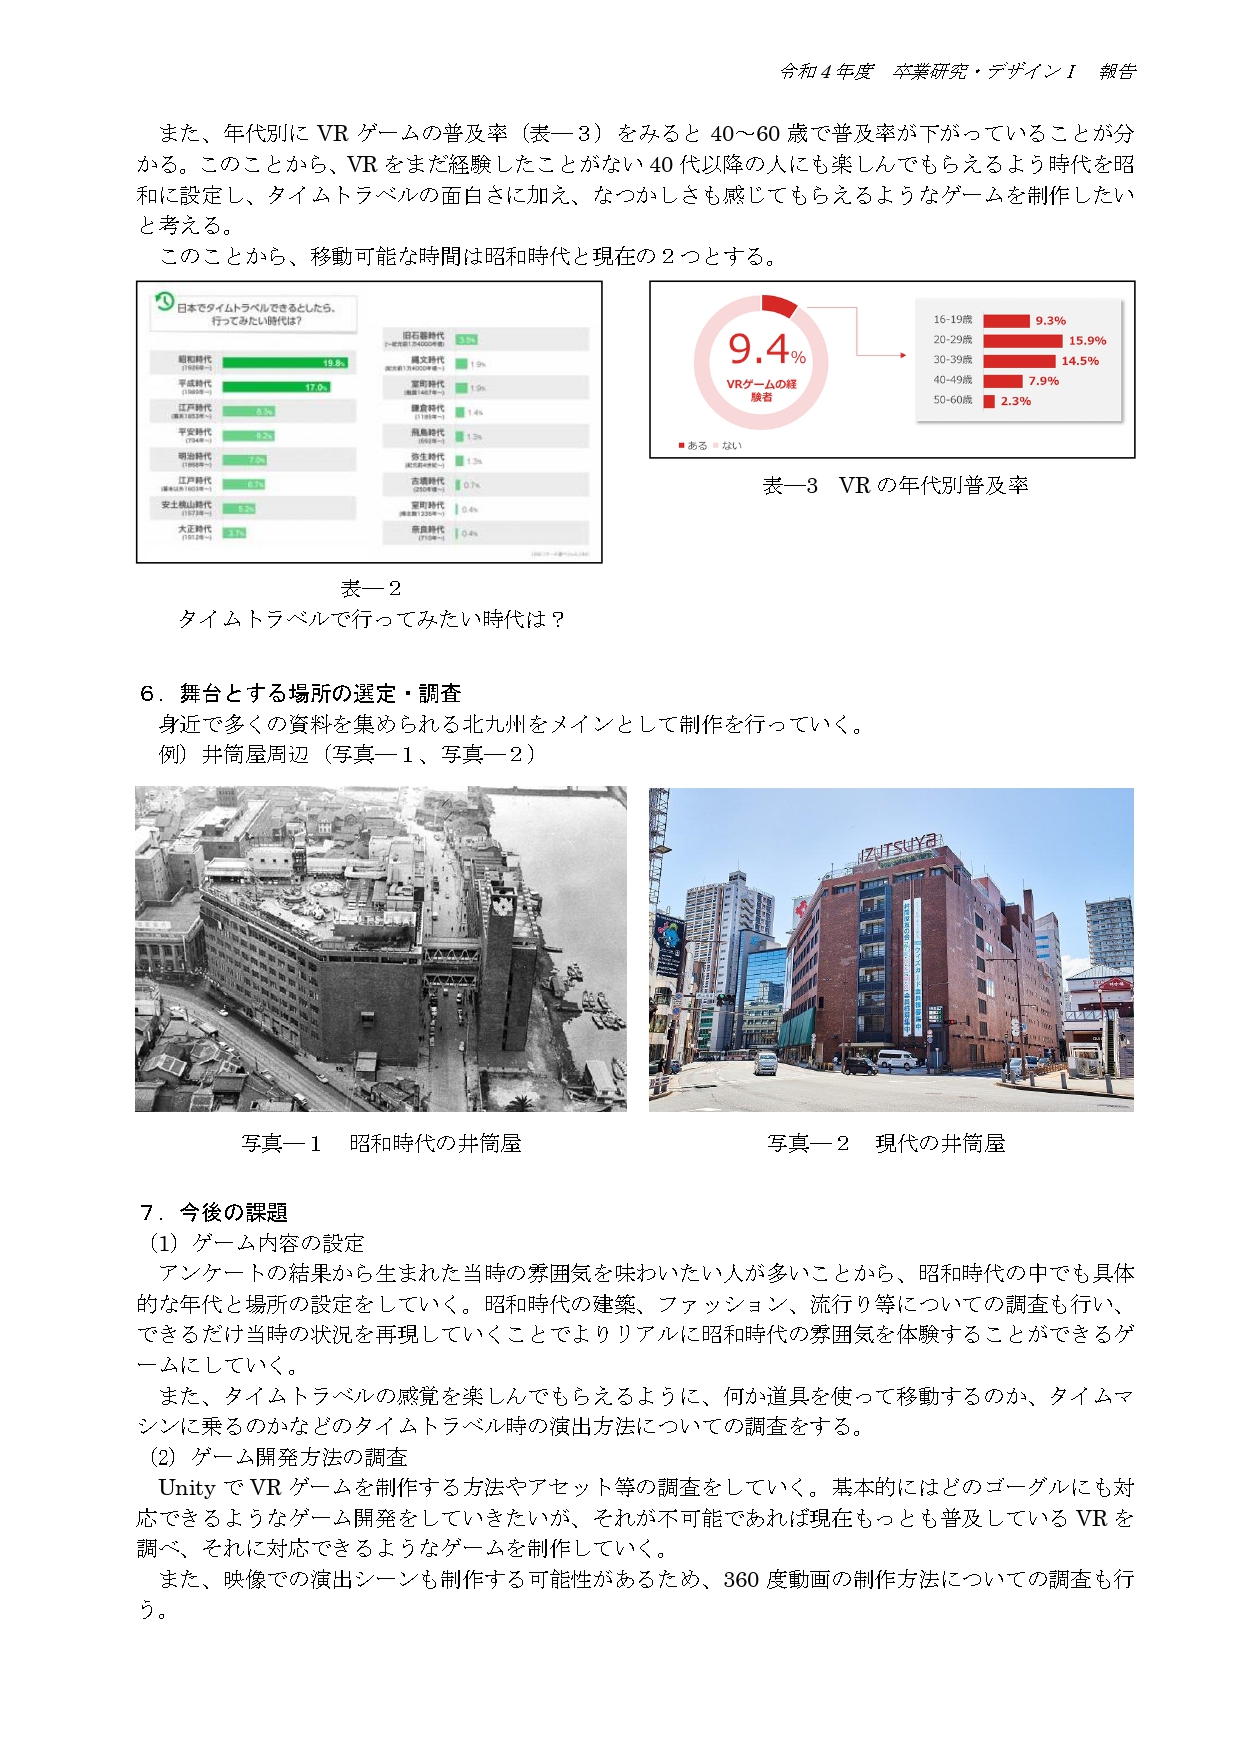 令和４年度　卒業研究・デザインⅠ　報告
また、年代別に VR ゲームの普及率（表―３）をみると 40～60 歳で普及率が下がっていることが分
かる。このことから、VR をまだ経験したことがない 40 代以降の人にも楽しんでもらえるよう時代を昭
和に設定し、タイムトラベルの面白さに加え、なつかしさも感じてもらえるようなゲームを制作したい
と考える。
このことから、移動可能な時間は昭和時代と現在の２つとする。
日本でタイムトラベルできるとしたら、
行ってみたい時代は?
昭和時代
(1926年～)
19.8%
平成時代
(1989年～)
17.0%
江戸時代
平安時代
(794年～)
9.2%
明治時代
(1868年～)
7.0%
江戸時代
安土桃山時代
(1573年～)
5.2%
大正時代
(1912年～)
3.7%
旧石器時代
縄文時代
1.9%
室町時代
1.9%
鎌倉時代
1.4%
飛鳥時代
1.3%
弥生時代
1.3%
古墳時代
0.7%
室町時代
0.4%
奈良時代
(710年～)
0.4%
表―２
タイムトラベルで行ってみたい時代は？
9.4%
VRゲームの経
験者
ある ない
16-19歳 9.3%
20-29歳 15.9%
30-39歳 14.5%
40-49歳 7.9%
50-60歳 2.3%
表―3　VR の年代別普及率
６．舞台とする場所の選定・調査
身近で多くの資料を集められる北九州をメインとして制作を行っていく。
例）井筒屋周辺（写真―１、写真―２）
IZUTSUYA
写真―１　昭和時代の井筒屋
写真―２　現代の井筒屋
７．今後の課題
（1）ゲーム内容の設定
アンケートの結果から生まれた当時の雰囲気を味わいたい人が多いことから、昭和時代の中でも具体
的な年代と場所の設定をしていく。昭和時代の建築、ファッション、流行り等についての調査も行い、
できるだけ当時の状況を再現していくことでよりリアルに昭和時代の雰囲気を体験することができるゲ
ームにしていく。
また、タイムトラベルの感覚を楽しんでもらえるように、何か道具を使って移動するのか、タイムマ
シンに乗るのかなどのタイムトラベル時の演出方法についての調査をする。
（2）ゲーム開発方法の調査
Unity で VR ゲームを制作する方法やアセット等の調査をしていく。基本的にはどのゴーグルにも対
応できるようなゲーム開発をしていきたいが、それが不可能であれば現在もっとも普及している VR を
調べ、それに対応できるようなゲームを制作していく。
また、映像での演出シーンも制作する可能性があるため、360 度動画の制作方法についての調査も行
う。